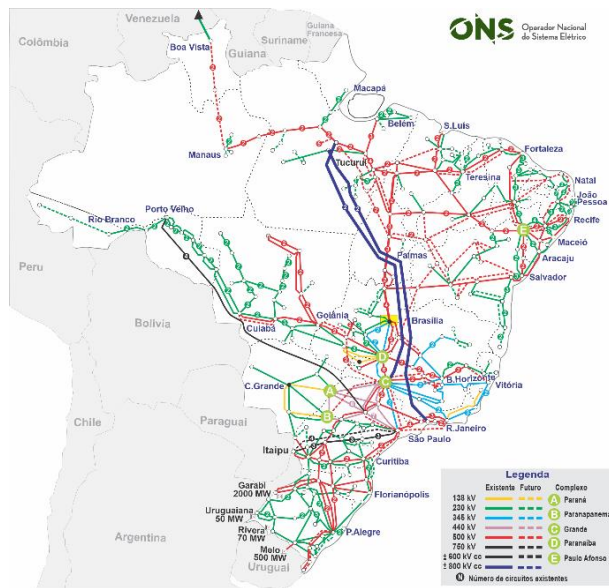 ONS
Operador Nacional
do Sistema Elétrico
Venezuela
Colômbia
Guiana
Suriname
Guiana
Francesa
Boa Vista
Macapá
Belém
S.Luis
Fortaleza
Manaus
Tucuruí
Teresina
Natal
João
Pessoa
Recife
Maceió
Aracaju
Salvador
Porto Velho
Rio Branco
Palmas
Peru
E
Bolívia
Cuiabá
Goiânia
Brasília
D
C
B.Horizonte
Vitória
C.Grande
A
B
Chile
Paraguai
São Paulo
R.Janeiro
Itaipu
Curitiba
Garabi
2000 MW
Florianópolis
Uruguaiana
50 MW
Rivera
70 MW
P.Alegre
Melo
500 MW
Argentina
Uruguai
Legenda
Existente Futuro Complexo
138 kV A Paraná
230 kV B Paranapanema
345 kV
440 kV C Grande
500 kV D Paranaíba
750 kV E Paulo Afonso
± 600 kV cc
± 800 kV cc
N Número de circuitos existentes